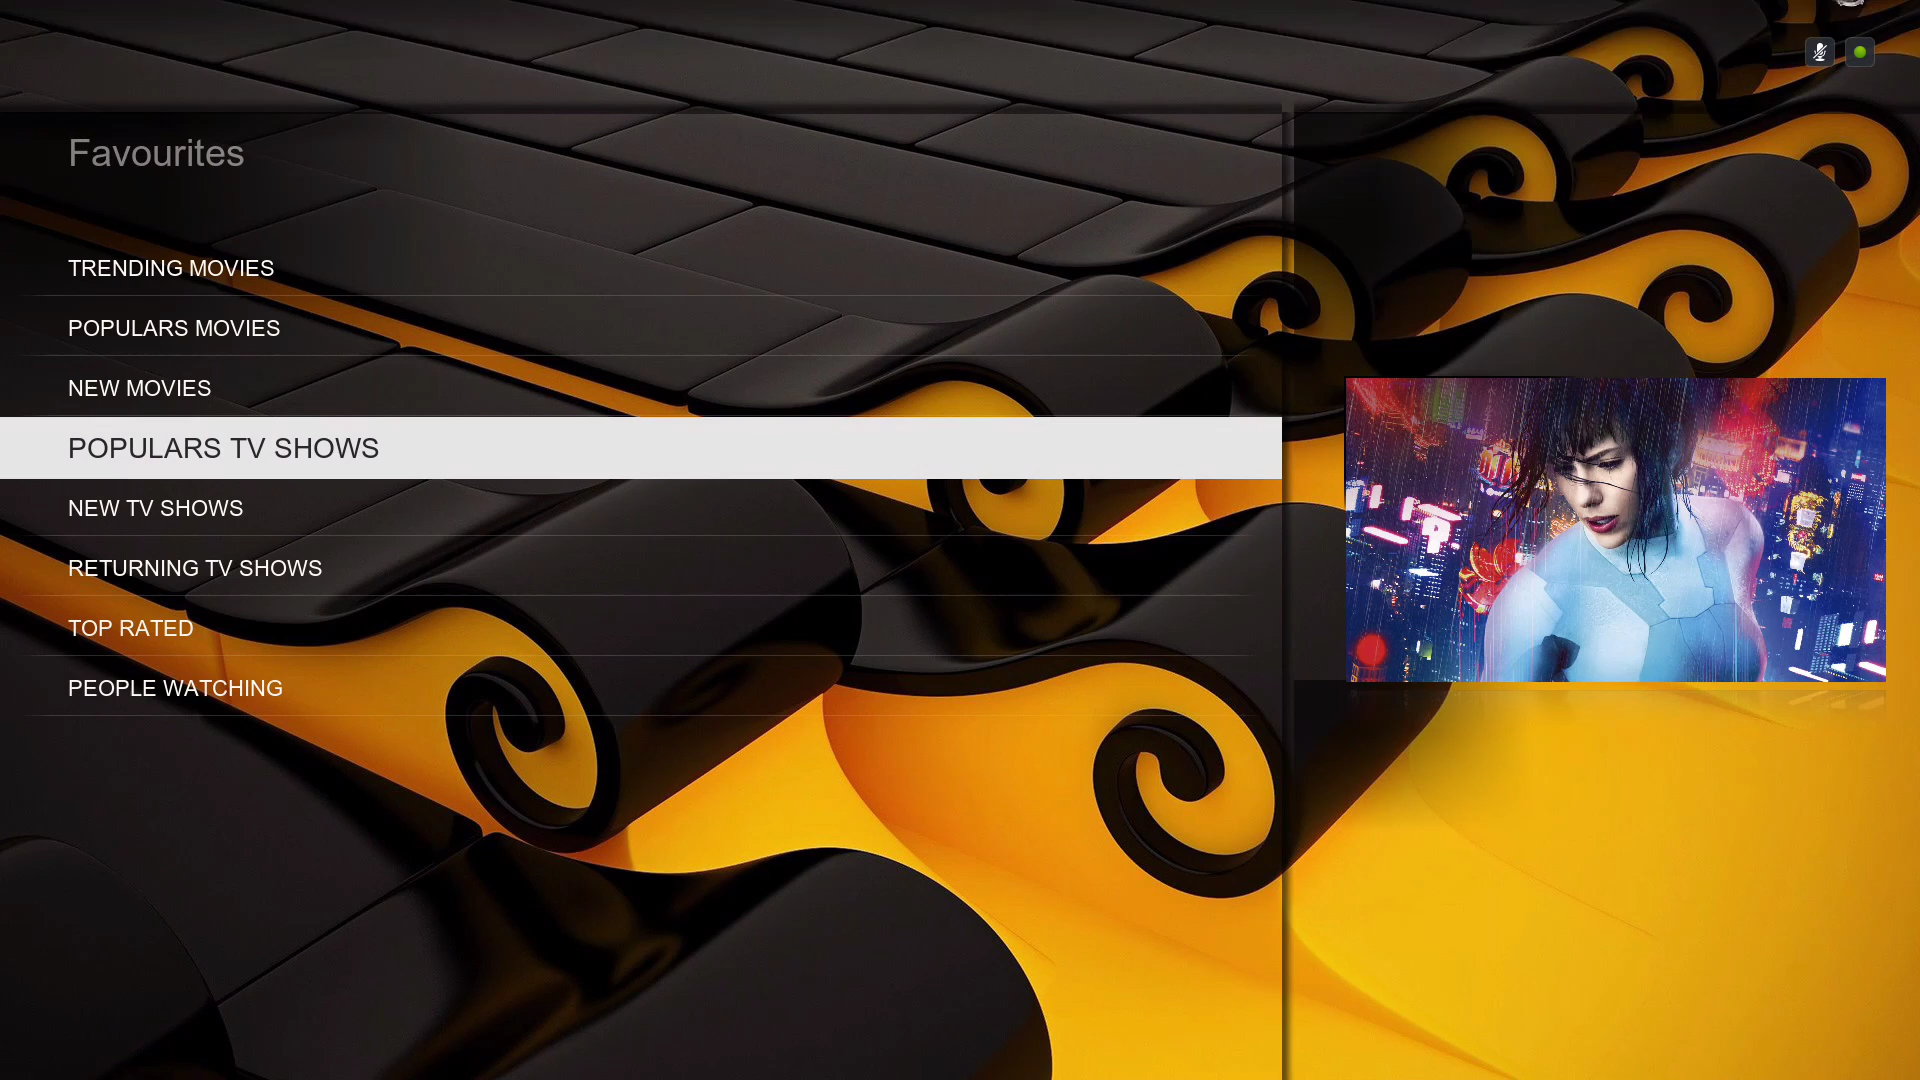 Favourites
TRENDING MOVIES
POPULARS MOVIES
NEW MOVIES
POPULARS TV SHOWS
NEW TV SHOWS
RETURNING TV SHOWS
TOP RATED
PEOPLE WATCHING